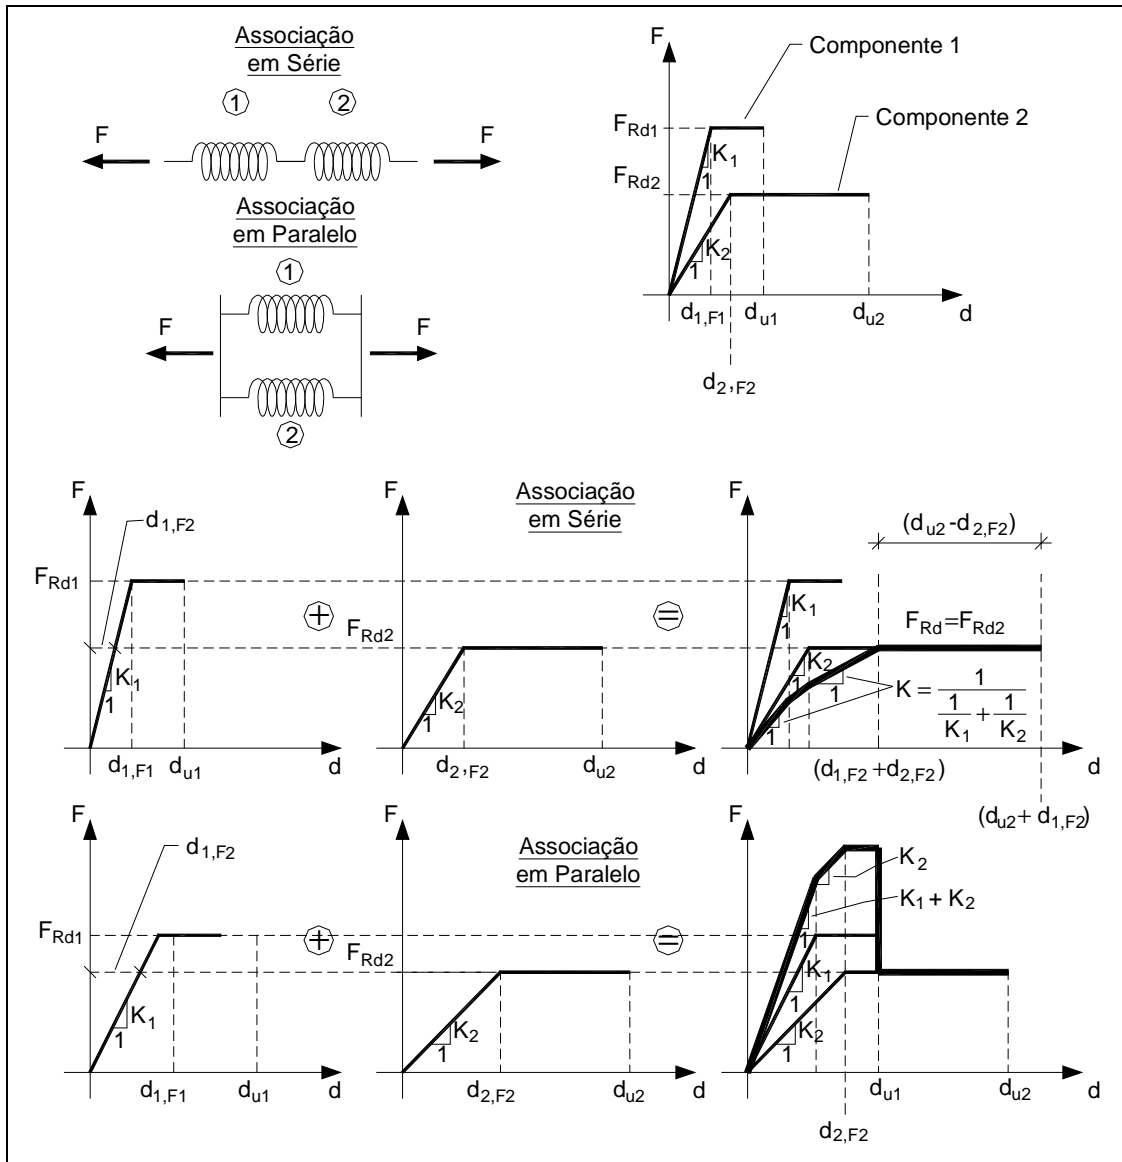 Associação
em Série
1
2
F
F
Associação
em Paralelo
1
F
F
2
F
Componente 1
Componente 2
F_Rd1
F_Rd2
K_1
1
K_2
1
d_1,F1
d_u1
d_u2
d
d_2,F2
Associação
em Série
F
d_1,F2
F_Rd1
K_1
1
d_1,F1
d_u1
d
+
F
F_Rd2
K_2
1
d_2,F2
d_u2
d
=
F
(d_u2-d_2,F2)
K_1
1
F_Rd=F_Rd2
K_2
1
1
1
K = 1 / (1/K_1 + 1/K_2)
(d_1,F2+d_2,F2)
d
(d_u2+d_1,F2)
Associação
em Paralelo
F
d_1,F2
F_Rd1
K_1
1
d_1,F1
d_u1
d
+
F
F_Rd2
K_2
1
d_2,F2
d_u2
d
=
F
K_2
K_1 + K_2
1
K_1
1
K_2
1
d_u1
d_u2
d
d_2,F2